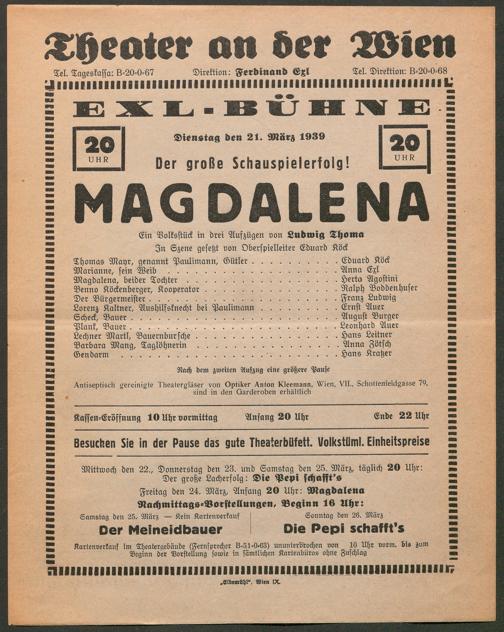 Theater an der Wien
Tel. Tageskassa: B-20-0-67 Direktion: Ferdinand Exl Tel. Direktion: B-20-0-68
EXL-BÜHNE
20 UHR
Dienstag den 21. März 1939
20 UHR
Der große Schauspielerfolg!
MAGDALENA
Ein Volksstück in drei Aufzügen von Ludwig Thoma
In Szene gesetzt von Oberspielleiter Eduard Köck
Thomas Mayr, genannt Paulimann, Gütler . . . Eduard Köck
Marianne, sein Weib . . . Anna Exl
Magdalena, beider Tochter . . . Herta Agostini
Benno Köckenberger, Kooperator . . . Ralph Boddenhuser
Der Bürgermeister . . . Franz Ludwig
Lorenz Kaltner, Aushilfsknecht bei Paulimann . . . Ernst Auer
Scheck, Bauer . . . August Burger
Plank, Bauer . . . Leonhard Auer
Lechner Martl, Bauernbursche . . . Hans Leitner
Barbara Mang, Taglöhnerin . . . Anna Fötsch
Gendarm . . . Hans Kratzer
Nach dem zweiten Aufzug eine größere Pause
Antiseptisch gereinigte Theatergläser von Optiker Anton Kleemann, Wien, VII., Schottenfeldgasse 79,
sind in den Garderoben erhältlich
Kassen-Eröffnung 10 Uhr vormittag Anfang 20 Uhr Ende 22 Uhr
Besuchen Sie in der Pause das gute Theaterbüfett. Volkstüml. Einheitspreise
Mittwoch den 22., Donnerstag den 23. und Samstag den 25. März, täglich 20 Uhr:
Der große Lacherfolg: Die Pepi schafft's
Freitag den 24. März, Anfang 20 Uhr: Magdalena
Nachmittags-Vorstellungen, Beginn 16 Uhr:
Samstag den 25. März — Kein Kartenverkauf Sonntag den 26. März
Der Meineidbauer Die Pepi schafft's
Kartenverkauf im Theatergebäude (Fernsprecher B-51-0-63) ununterbrochen von 16 Uhr vorm. bis zum
Beginn der Vorstellung sowie in sämtlichen Kartenbüros ohne Zuschlag
„Elbemühl“, Wien IX.